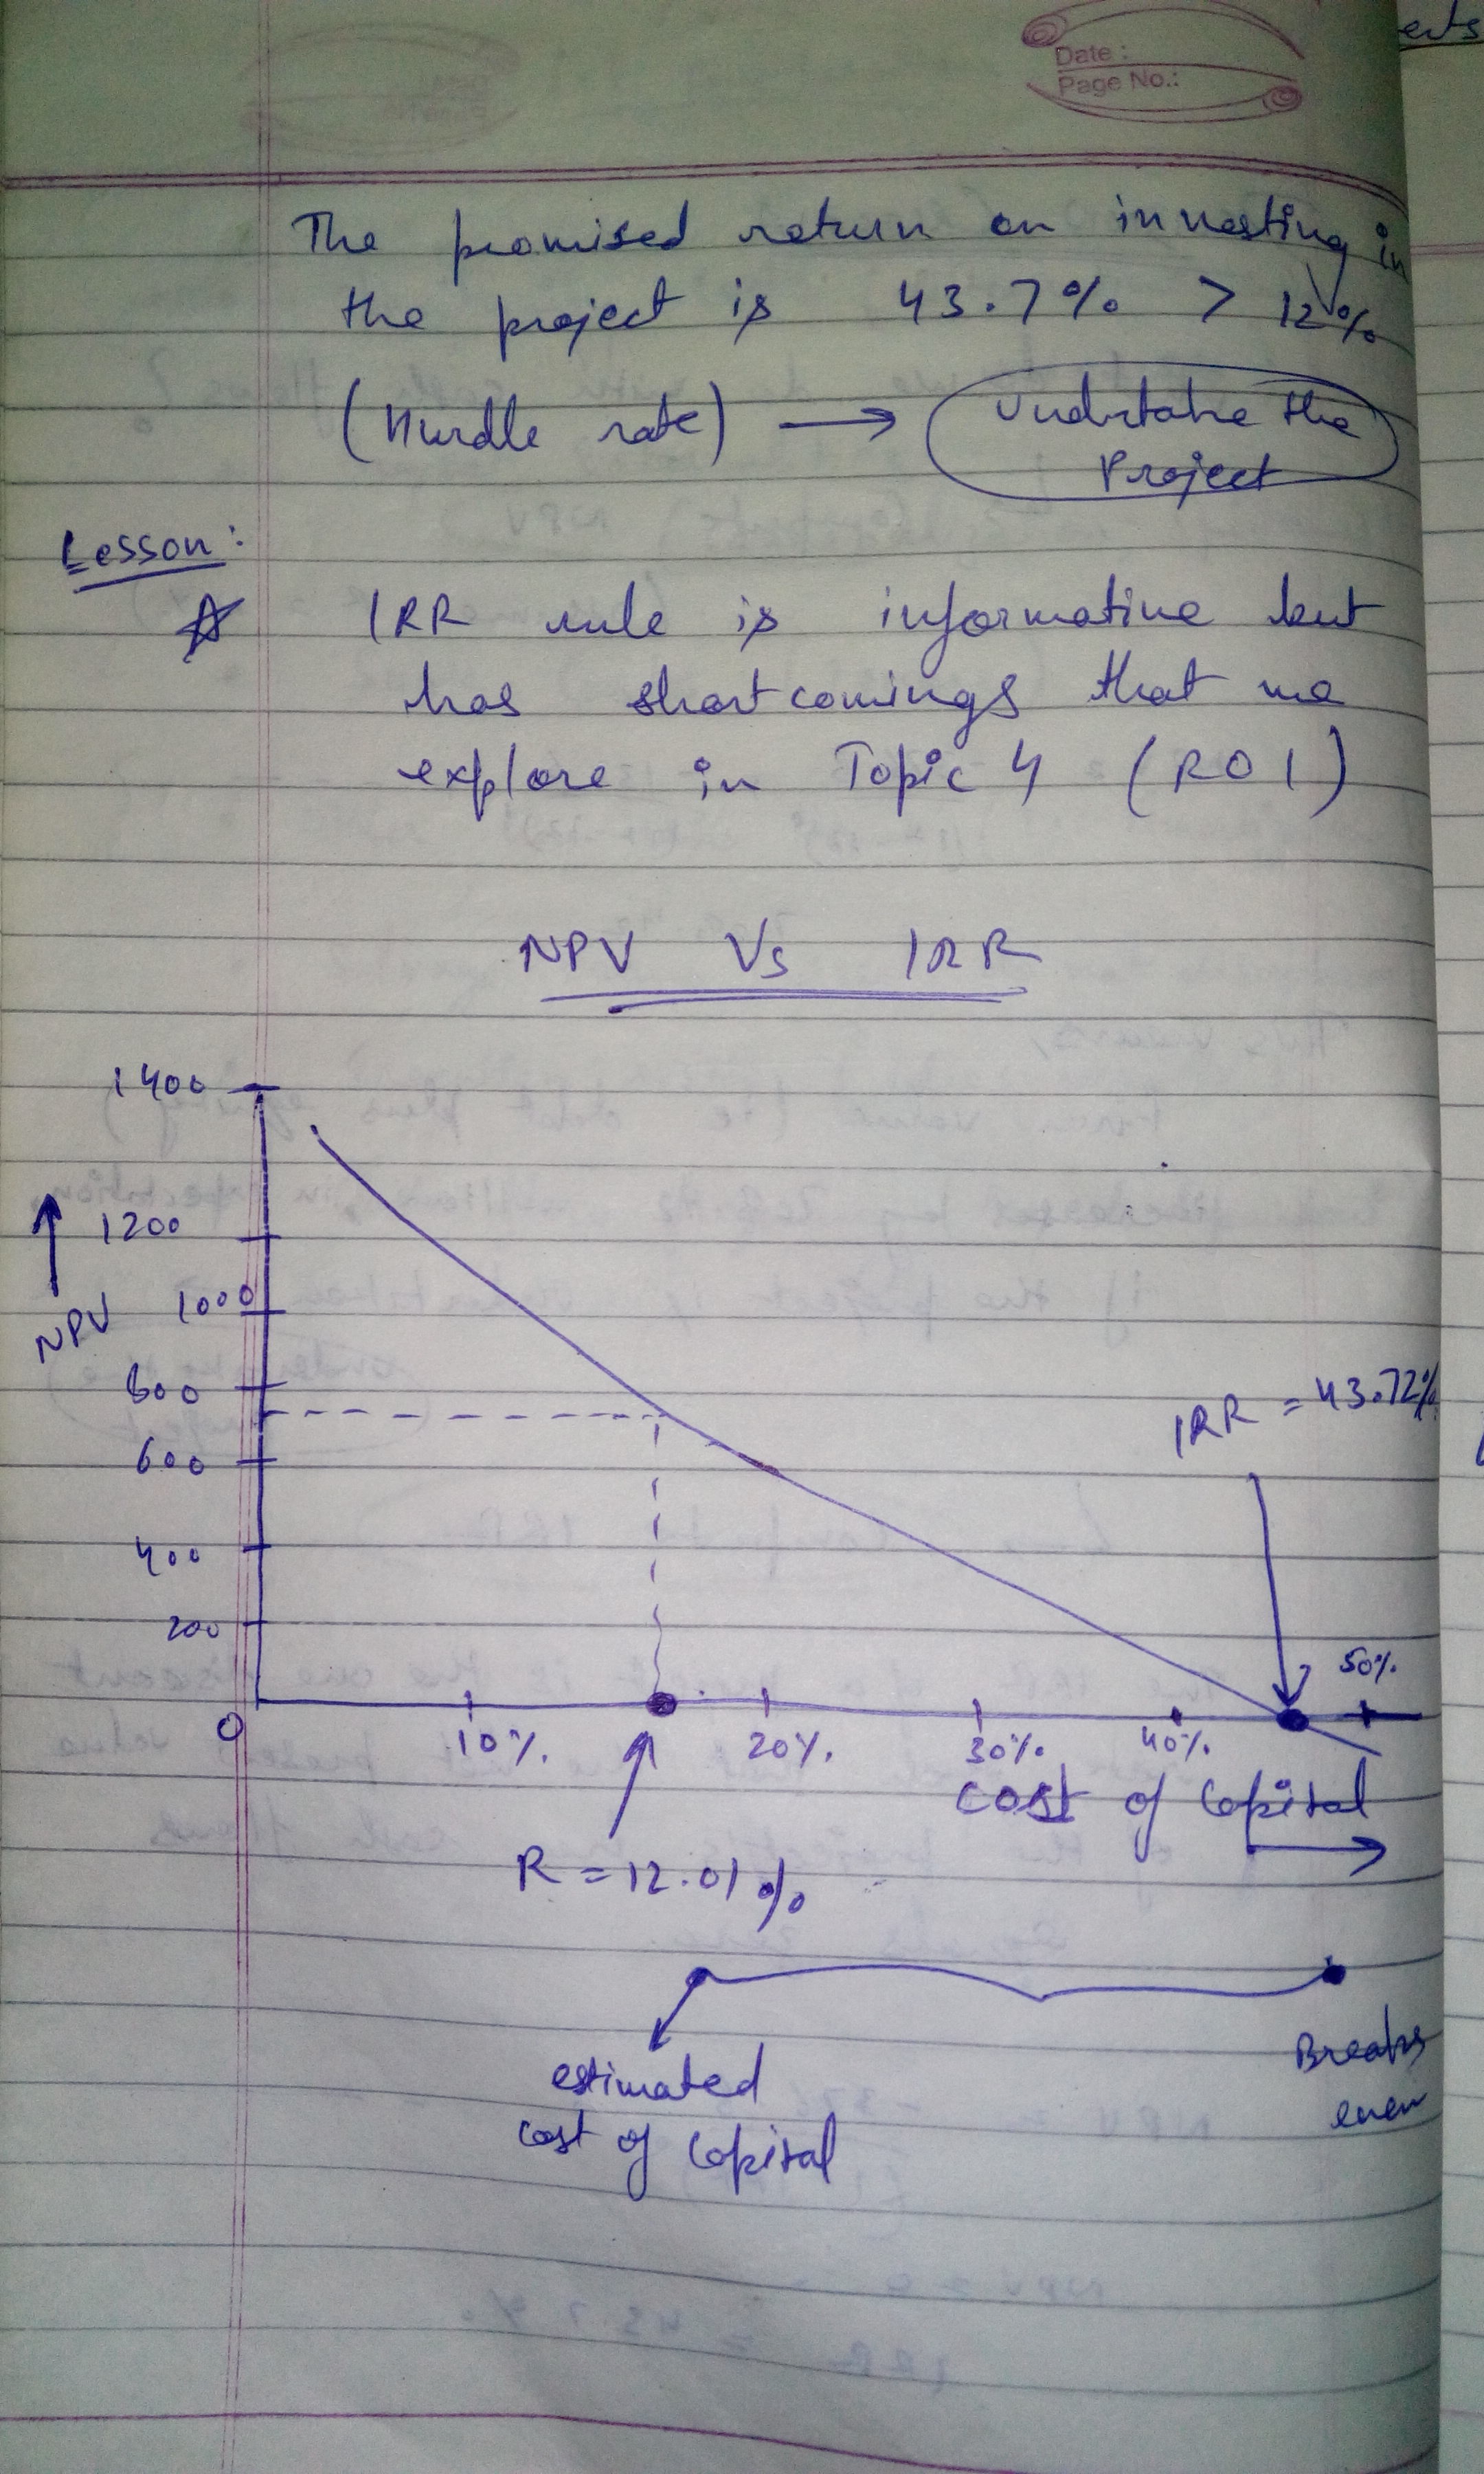 erts
Date :
Page No.:
The promised return on investing in
the project is 43.7% > 12%
(Hurdle rate) → Undertake the
Project
Lesson:
IRR rule is informative but
has shortcomings that we
explore in Topic 4 (ROI)
NPV Vs IRR
1400
1200
1000
NPV
800
600
400
200
0
IRR = 43.72%
50%
10%
20%
30%
40%
Cost of Capital
R = 12.01%
estimated
cost of Capital
Breaks
even